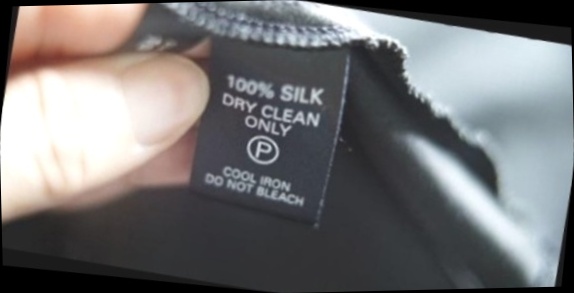 100% SILK
DRY CLEAN
ONLY
P
COOL IRON
DO NOT BLEACH